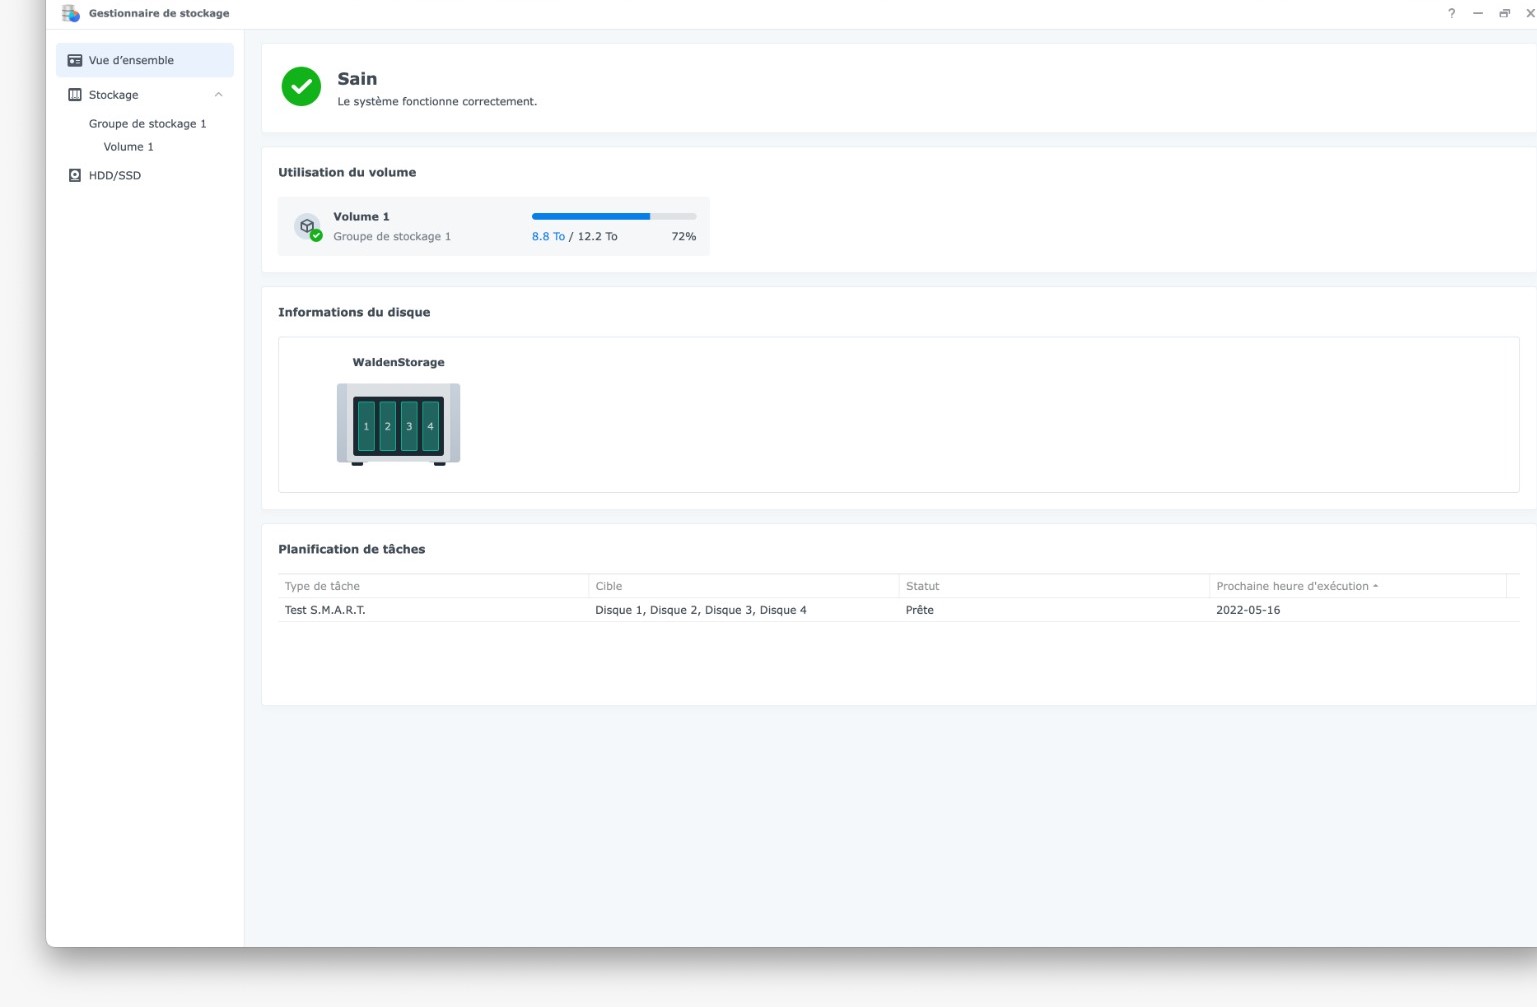 Gestionnaire de stockage
?
Vue d'ensemble
Stockage
Groupe de stockage 1
Volume 1
HDD/SSD
Sain
Le système fonctionne correctement.
Utilisation du volume
Volume 1
Groupe de stockage 1
8.8 To / 12.2 To 72%
Informations du disque
WaldenStorage
1 2 3 4
Planification de tâches
Type de tâche Cible Statut Prochaine heure d'exécution
Test S.M.A.R.T. Disque 1, Disque 2, Disque 3, Disque 4 Prête 2022-05-16